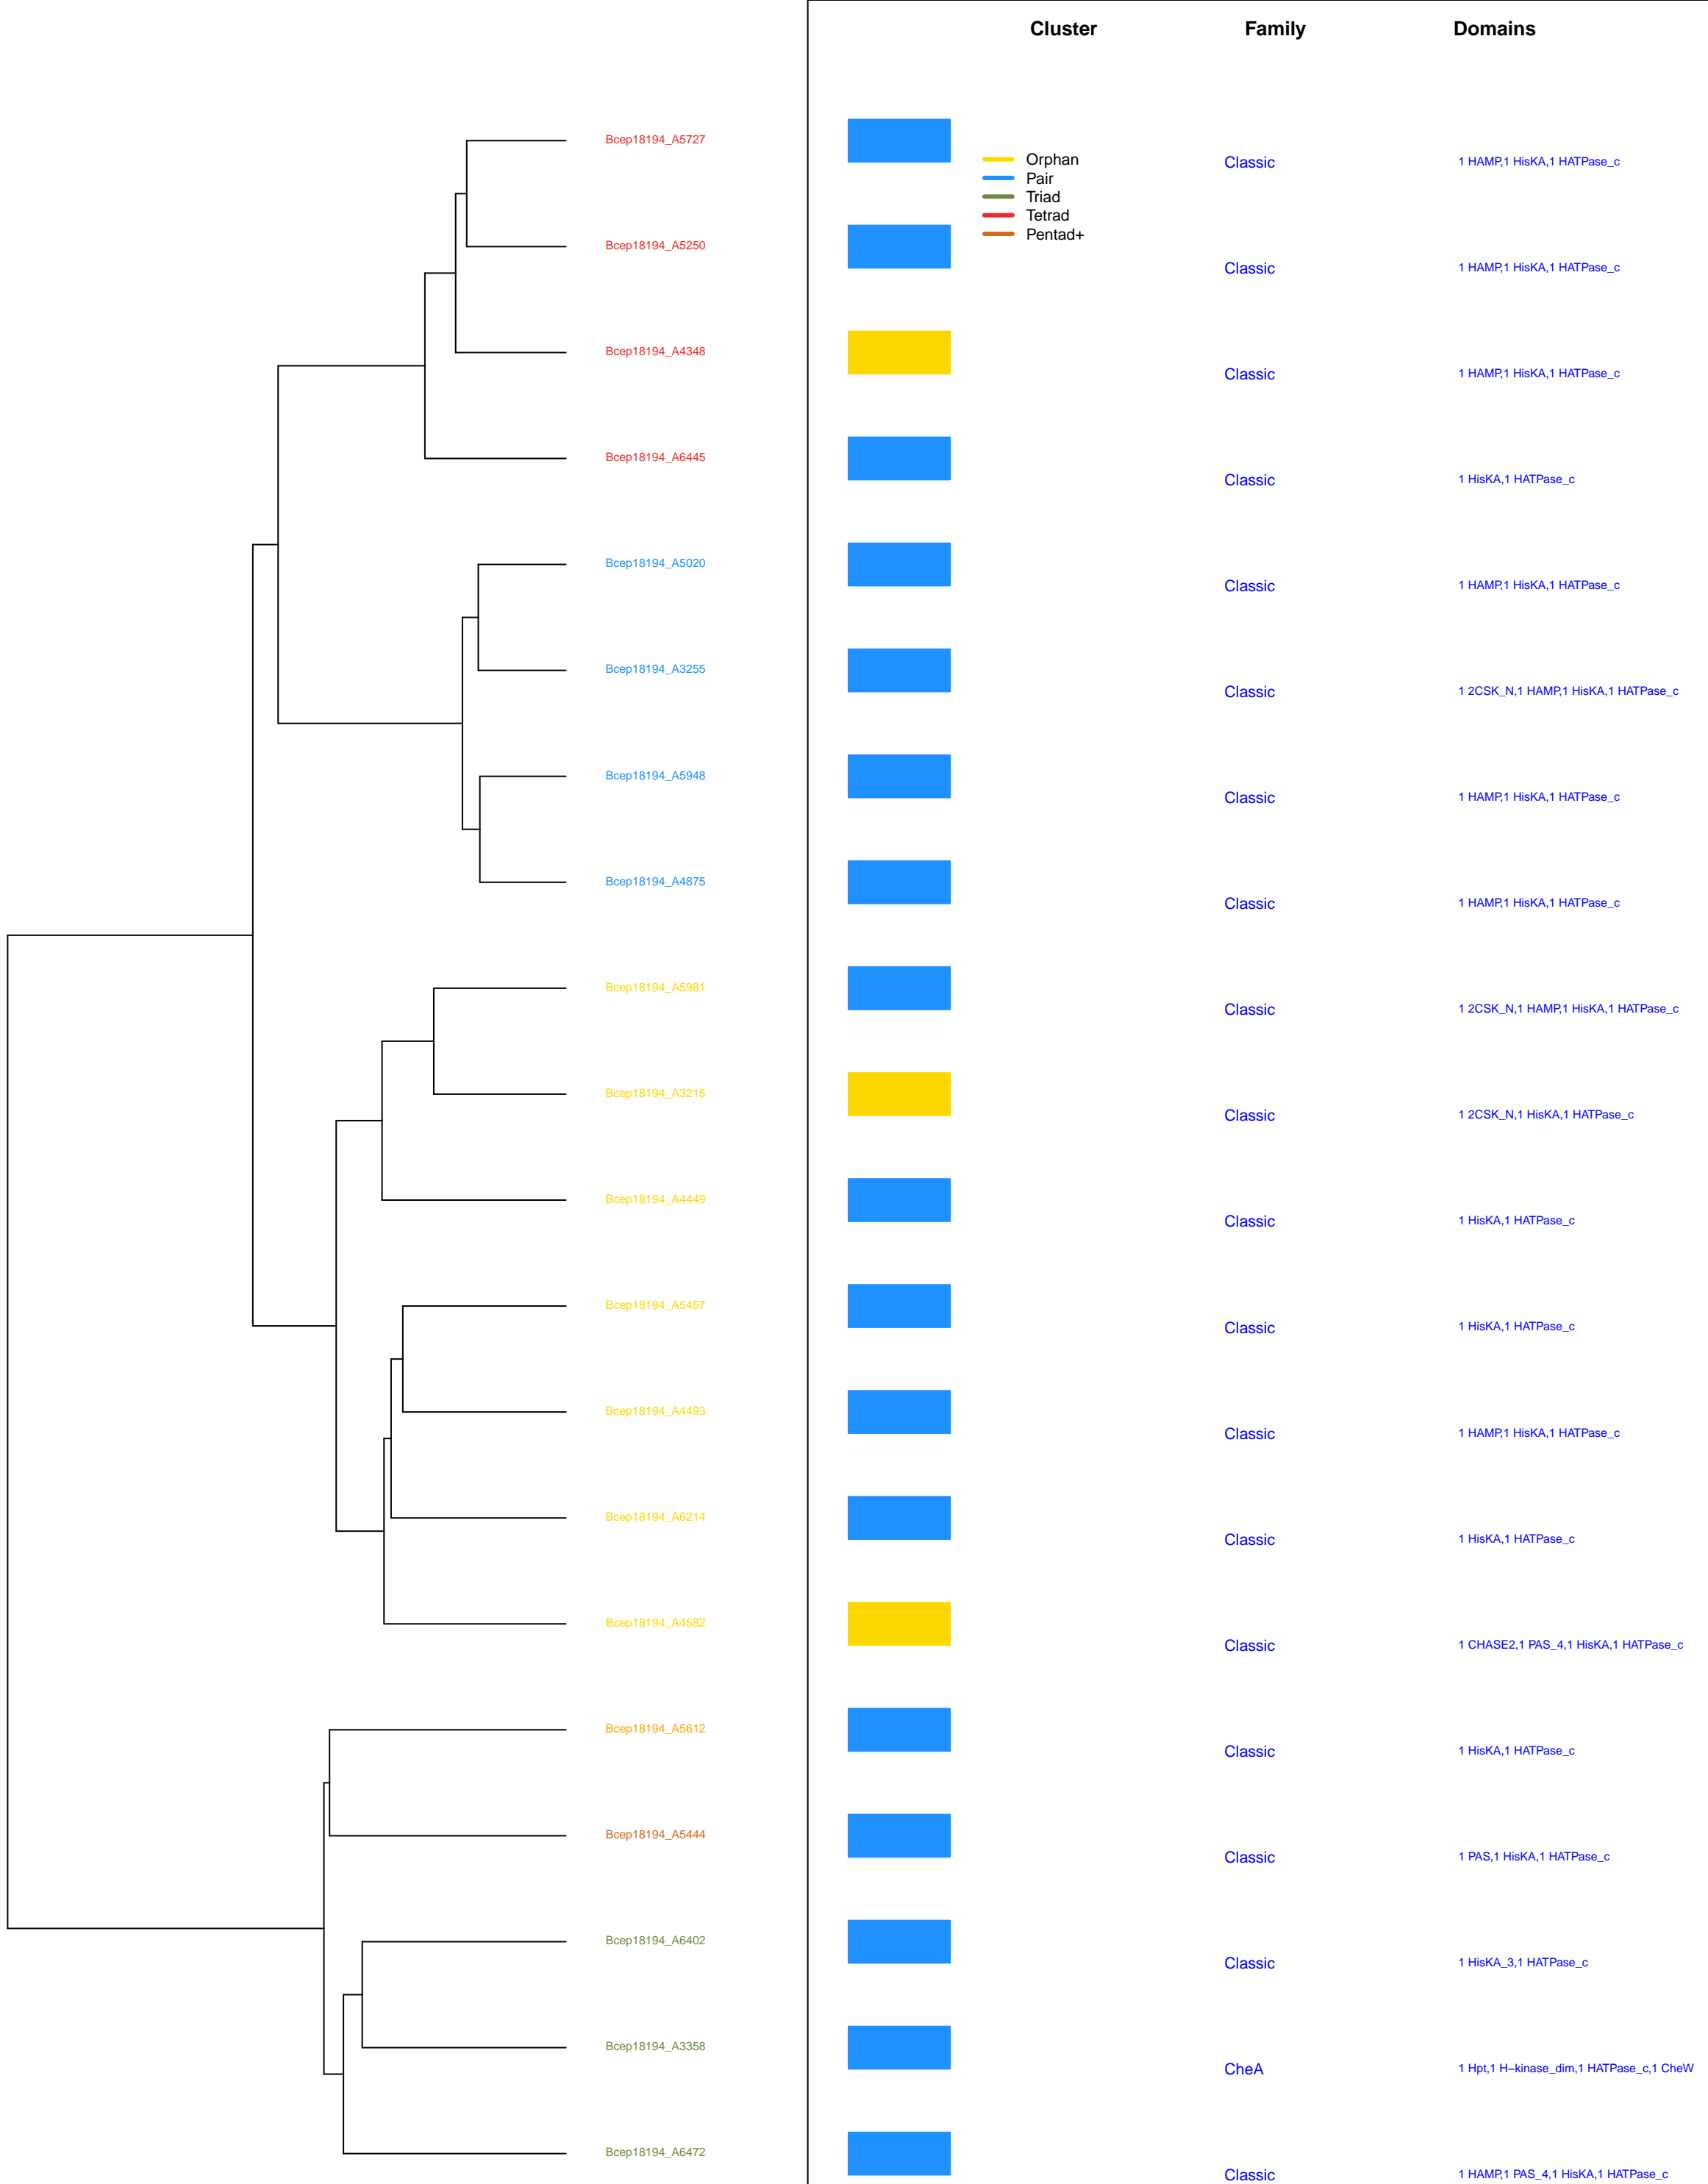 Cluster Family Domains
Bcep18194_A5727
Orphan
Classic 1 HAMP,1 HisKA,1 HATPase_c
Pair
Triad
Tetrad
Pentad+
Bcep18194_A5250
Classic 1 HAMP,1 HisKA,1 HATPase_c
Bcep18194_A4348
Classic 1 HAMP,1 HisKA,1 HATPase_c
Bcep18194_A6445
Classic 1 HisKA,1 HATPase_c
Bcep18194_A5020
Classic 1 HAMP,1 HisKA,1 HATPase_c
Bcep18194_A3255
Classic 1 2CSK_N,1 HAMP,1 HisKA,1 HATPase_c
Bcep18194_A5948
Classic 1 HAMP,1 HisKA,1 HATPase_c
Bcep18194_A4875
Classic 1 HAMP,1 HisKA,1 HATPase_c
Bcep18194_A5981
Classic 1 2CSK_N,1 HAMP,1 HisKA,1 HATPase_c
Bcep18194_A3215
Classic 1 2CSK_N,1 HisKA,1 HATPase_c
Bcep18194_A4449
Classic 1 HisKA,1 HATPase_c
Bcep18194_A5457
Classic 1 HisKA,1 HATPase_c
Bcep18194_A4493
Classic 1 HAMP,1 HisKA,1 HATPase_c
Bcep18194_A6214
Classic 1 HisKA,1 HATPase_c
Bcep18194_A4582
Classic 1 CHASE2,1 PAS_4,1 HisKA,1 HATPase_c
Bcep18194_A5612
Classic 1 HisKA,1 HATPase_c
Bcep18194_A5444
Classic 1 PAS,1 HisKA,1 HATPase_c
Bcep18194_A6402
Classic 1 HisKA_3,1 HATPase_c
Bcep18194_A3358
CheA 1 Hpt,1 H−kinase_dim,1 HATPase_c,1 CheW
Bcep18194_A6472
Classic 1 HAMP,1 PAS_4,1 HisKA,1 HATPase_c